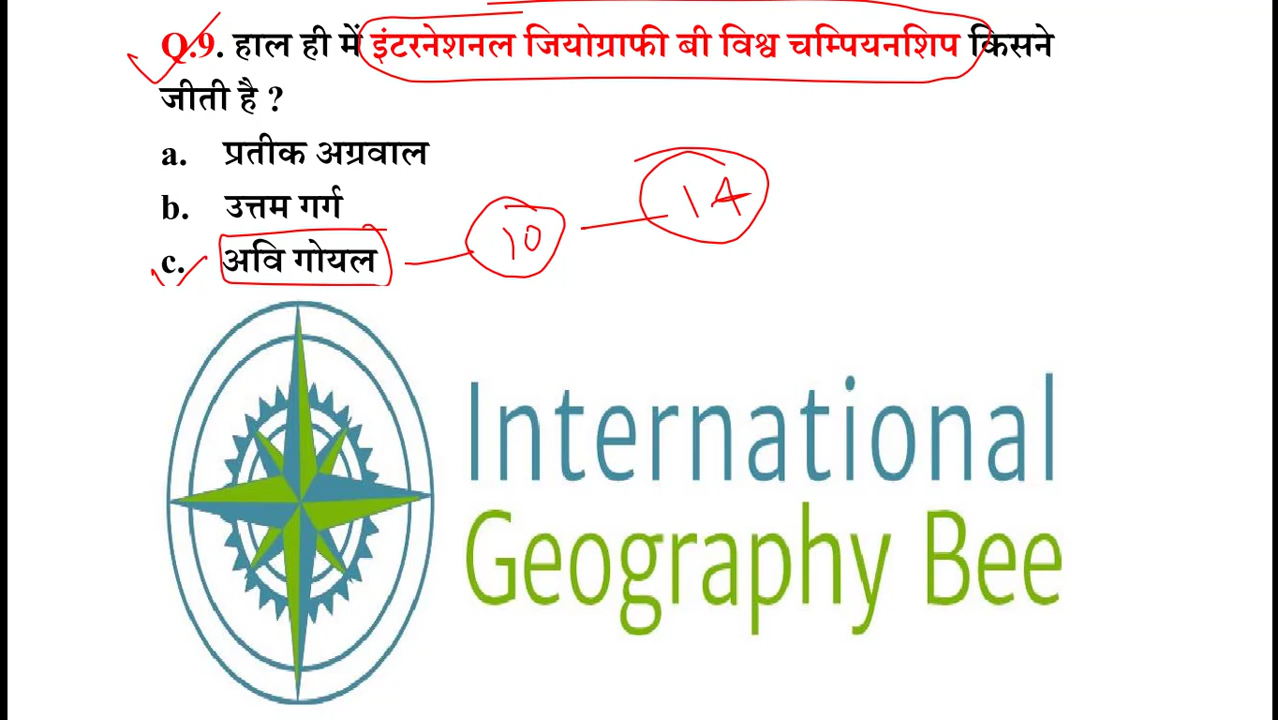 Q.9. हाल ही में इंटरनेशनल जियोग्राफी बी विश्व चम्पियनशिप किसने
जीती है ?
a. प्रतीक अग्रवाल
b. उत्तम गर्ग
14
10
c. अवि गोयल
International
Geography Bee